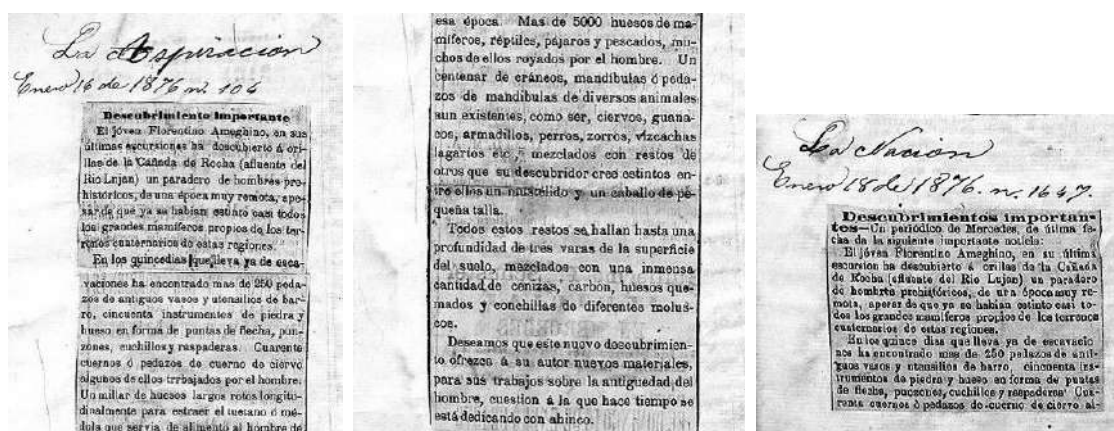 La Aspiracion
Enero 16 de 1876 nº 104
Descubrimiento importante
El jóven Florentino Ameghino, en sus
últimas escursiones ha descubierto á ori-
llas de la Cañada de Rocha (afluente del
Rio Lujan) un paradero de hombres pre-
históricos, de una época muy remota, ape-
sar de que ya se habian estinto casi todos
los grandes mamíferos propios de los ter-
renos cuaternarios de estas regiones.
En los quince dias que lleva ya de esca-
vaciones ha encontrado mas de 250 peda-
zos de antiguos vasos y utensilios de bar-
ro, cincuenta instrumentos de piedra y
hueso en forma de puntas de flecha, pun-
zones, cuchillos y raspaderas. Cuarenta
cuernos ó pedazos de cuerno de ciervo
algunos de ellos trrbajados por el hombre.
Un millar de huesos largos rotos longitu-
dinalmente para estraer el tuetano ó mé-
dula que servia de alimento al hombre de
esa época. Mas de 5000 huesos de ma-
míferos, réptiles, pájaros y pescados, mu-
chos de ellos royados por el hombre. Un
centenar de cráneos, mandíbulas ó peda-
zos de mandibulas de diversos animales
aun existentes, como ser, ciervos, guana-
cos, armadillos, perros, zorros, vizcachas
lagartos etc, mezclados con restos de
otros que su descubridor cree estintos en-
tre ellos un y un caballo de pe-
queña talla.
Todos estos restos se hallan hasta una
profundidad de tres varas de la superficie
del suelo, mezclados con una inmensa
cantidad de cenizas, carbon, huesos que-
mados y conchillas de diferentes molus-
cos.
Deseamos que este nuevo descubrimien-
to ofrezca á su autor nuevos materiales,
para sus trabajos sobre la antigüedad del
hombre, cuestion á la que hace tiempo se
está dedicando con ahinco.
La Nacion
Enero 18 de 1876. nº 1647.
Descubrimientos importan-
tes—Un periódico de Mercedes, de última fe-
cha da la siguiente importante noticia:
El jóven Florentino Ameghino, en su última
escursion ha descubierto á orillas de la Cañada
de Rocha (afluente del Rio Lujan) un paradero
de hombres prehistóricos, de una época muy re-
mota, apesar de que ya se habian estinto casi to-
dos los grandes mamíferos propios de los terrenos
cuaternarios de estas regiones.
En los quince dias que lleva ya de escavacio
nes ha encontrado mas de 250 pedazos de anti-
guos vasos y utensilios de barro, cincuenta ins-
trumentos de piedra y hueso en forma de puntas
de flecha, punzones, cuchillos y raspaderas. Cua-
renta cuernos ó pedazos de cuerno de ciervo al-